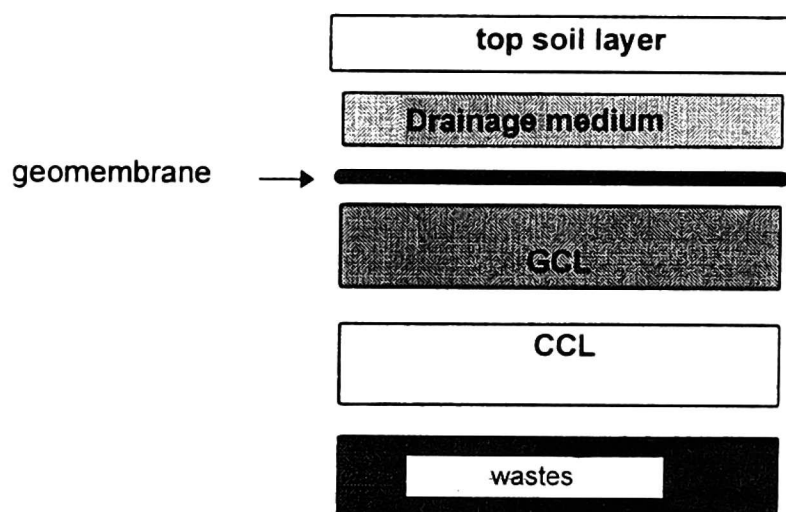 top soil layer
Drainage medium
geomembrane
GCL
CCL
wastes